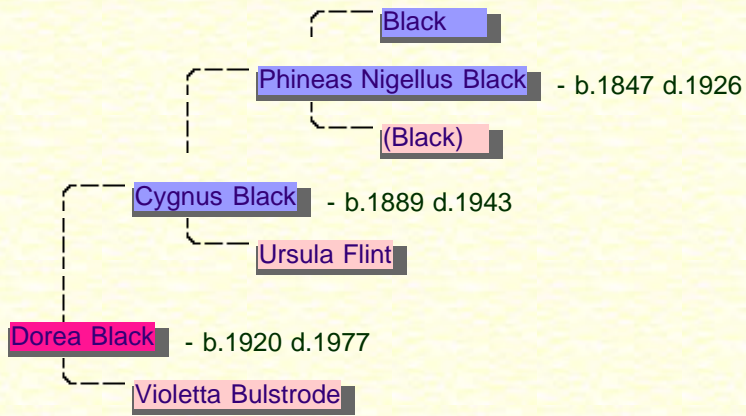 Black
Phineas Nigellus Black - b.1847 d.1926
(Black)
Cygnus Black - b.1889 d.1943
Ursula Flint
Dorea Black - b.1920 d.1977
Violetta Bulstrode